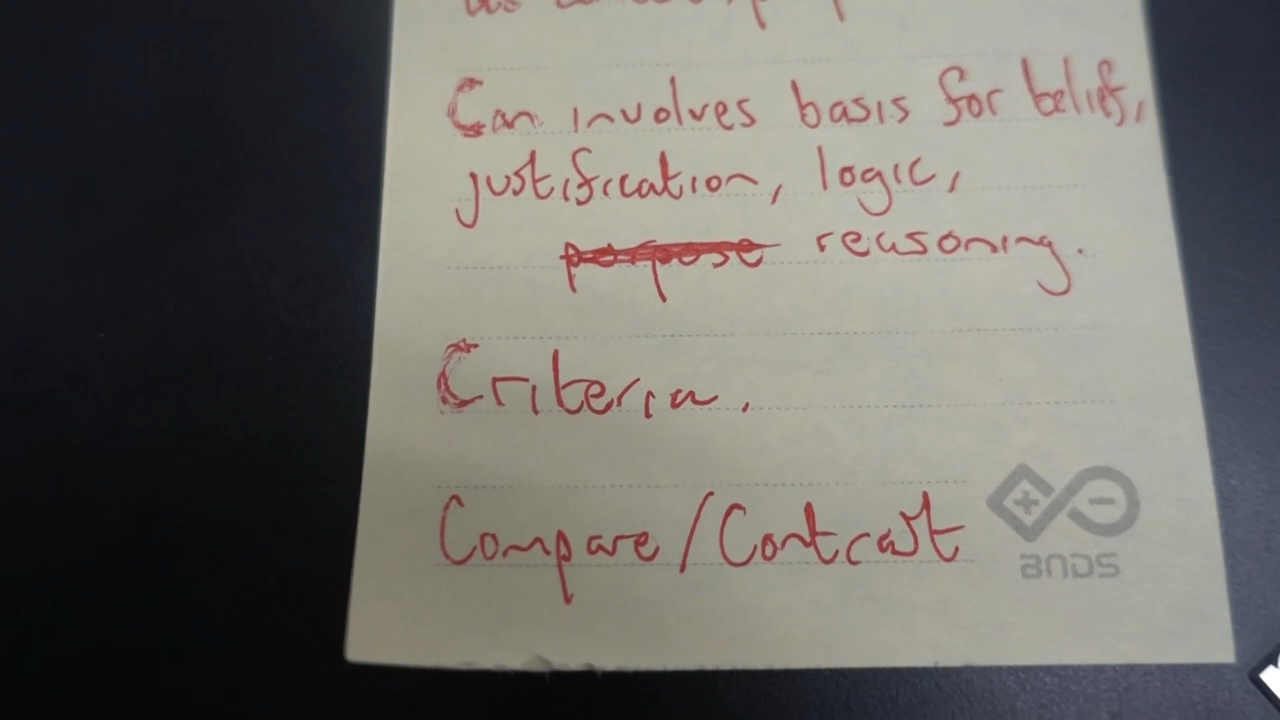 Can involves basis for belief,
justification, logic,
purpose reasoning.
Criteria.
Compare/Contrast
BNDS